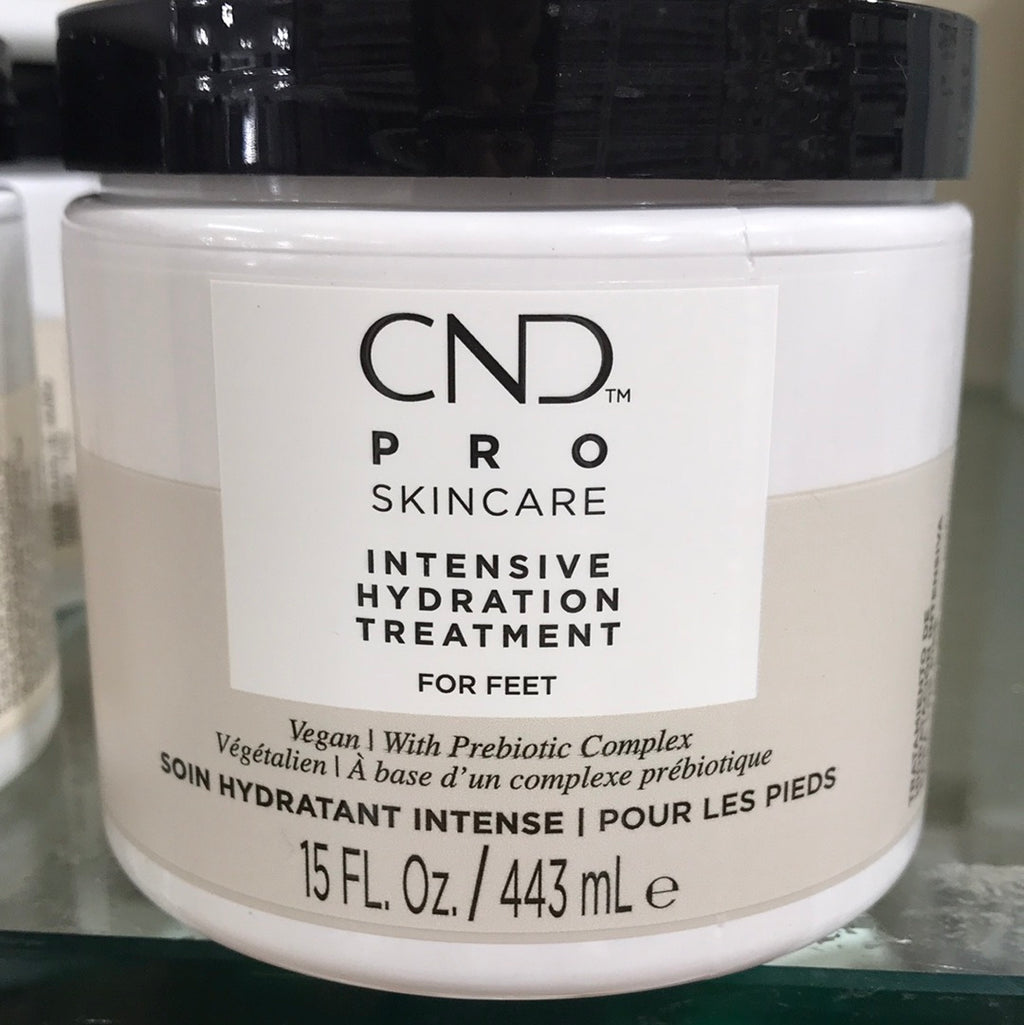 CND™
PRO
SKINCARE
INTENSIVE
HYDRATION
TREATMENT
FOR FEET
Vegan | With Prebiotic Complex
Végétalien | À base d'un complexe prébiotique
SOIN HYDRATANT INTENSE | POUR LES PIEDS
15 FL. Oz. / 443 mL ℮